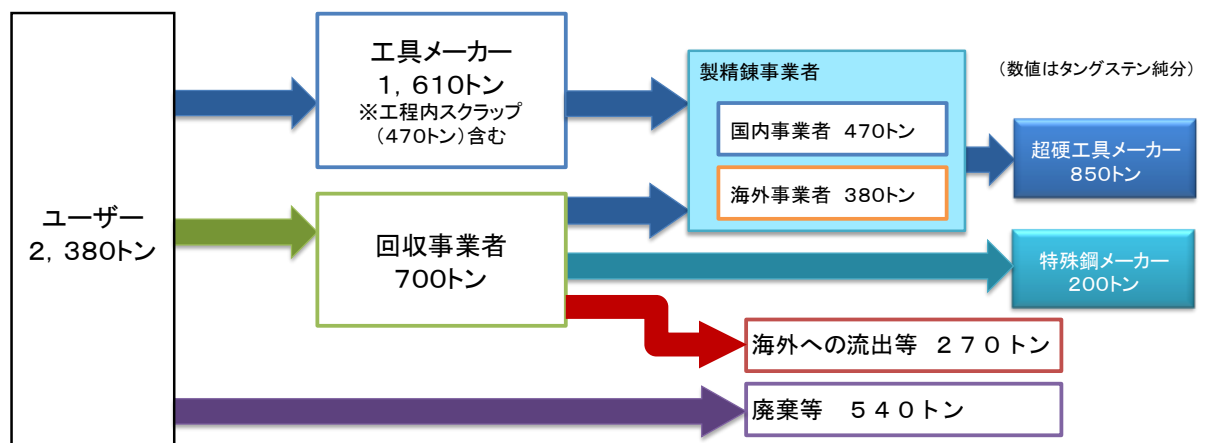 ユーザー
２，３８０トン
工具メーカー
１，６１０トン
※工程内スクラップ
（４７０トン）含む
回収事業者
７００トン
製精錬事業者
国内事業者　４７０トン
海外事業者　３８０トン
（数値はタングステン純分）
超硬工具メーカー
８５０トン
特殊鋼メーカー
２００トン
海外への流出等　２７０トン
廃棄等　５４０トン